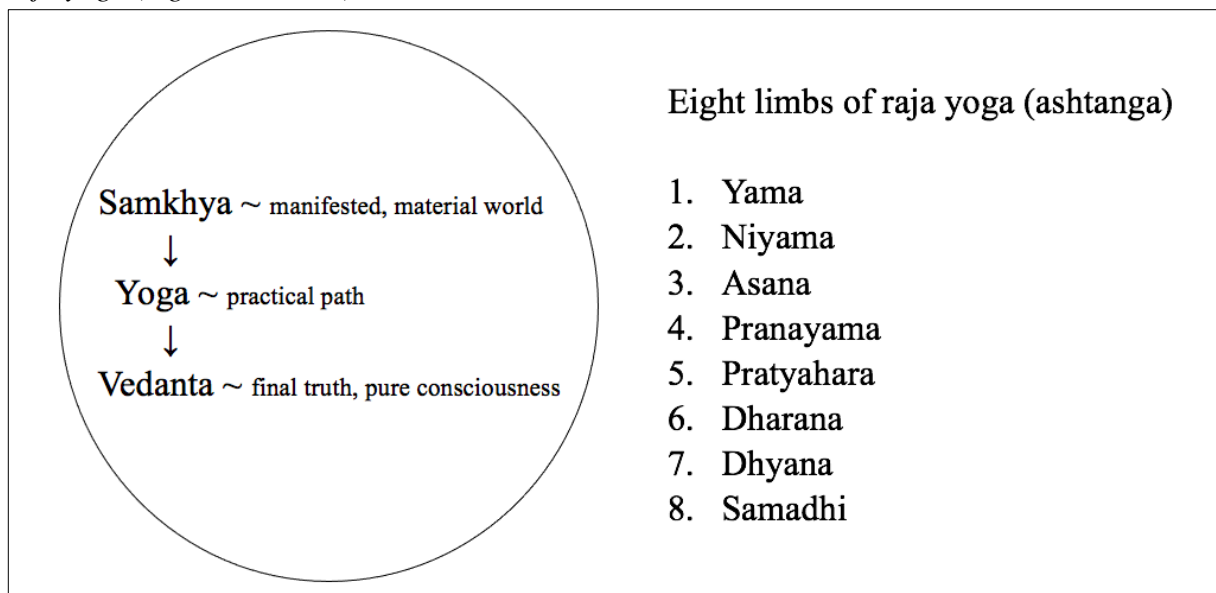 Samkhya ~ manifested, material world
↓
Yoga ~ practical path
↓
Vedanta ~ final truth, pure consciousness
Eight limbs of raja yoga (ashtanga)
1. Yama
2. Niyama
3. Asana
4. Pranayama
5. Pratyahara
6. Dharana
7. Dhyana
8. Samadhi